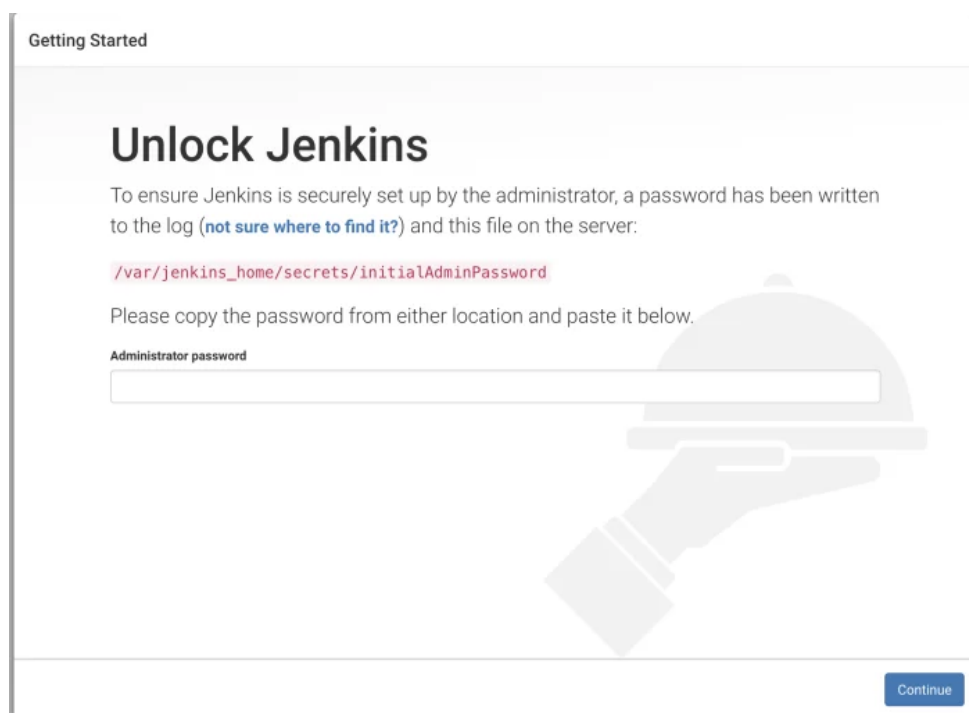 Getting Started
Unlock Jenkins
To ensure Jenkins is securely set up by the administrator, a password has been written
to the log (not sure where to find it?) and this file on the server:
/var/jenkins_home/secrets/initialAdminPassword
Please copy the password from either location and paste it below.
Administrator password
Continue